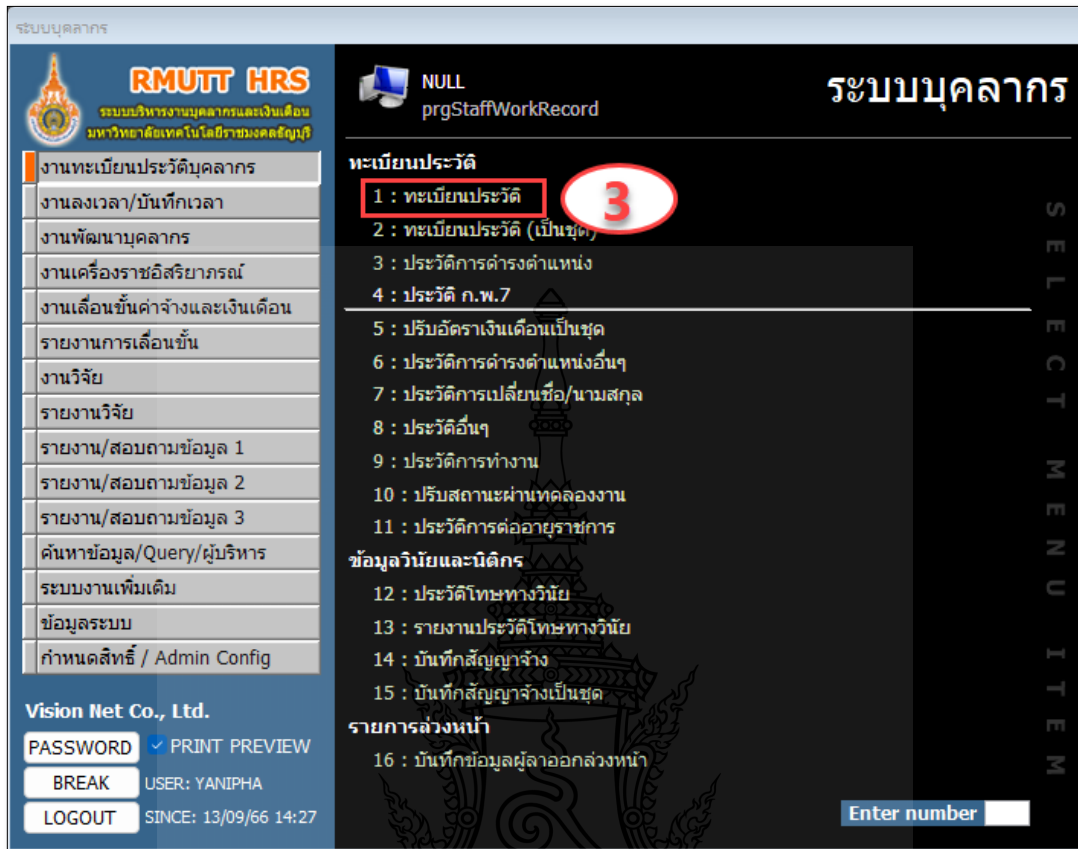 ระบบบุคลากร
RMUTT HRS
ระบบบริหารงานบุคลากรและเงินเดือน
มหาวิทยาลัยเทคโนโลยีราชมงคลธัญบุรี
NULL
prgStaffWorkRecord
ระบบบุคลากร
งานทะเบียนประวัติบุคลากร
งานลงเวลา/บันทึกเวลา
งานพัฒนาบุคลากร
งานเครื่องราชอิสริยาภรณ์
งานเลื่อนขั้นค่าจ้างและเงินเดือน
รายงานการเลื่อนขั้น
งานวิจัย
รายงานวิจัย
รายงาน/สอบถามข้อมูล 1
รายงาน/สอบถามข้อมูล 2
รายงาน/สอบถามข้อมูล 3
ค้นหาข้อมูล/Query/ผู้บริหาร
ระบบงานเพิ่มเติม
ข้อมูลระบบ
กำหนดสิทธิ์ / Admin Config
Vision Net Co., Ltd.
PASSWORD PRINT PREVIEW
BREAK USER: YANIPHA
LOGOUT SINCE: 13/09/66 14:27
ทะเบียนประวัติ
1 : ทะเบียนประวัติ
3
2 : ทะเบียนประวัติ (เป็นชุด)
3 : ประวัติการดำรงตำแหน่ง
4 : ประวัติ ก.พ.7
5 : ปรับอัตราเงินเดือนเป็นชุด
6 : ประวัติการดำรงตำแหน่งอื่นๆ
7 : ประวัติการเปลี่ยนชื่อ/นามสกุล
8 : ประวัติอื่นๆ
9 : ประวัติการทำงาน
10 : ปรับสถานะผ่านทดลองงาน
11 : ประวัติการต่ออายุราชการ
ข้อมูลวินัยและนิติกร
12 : ประวัติโทษทางวินัย
13 : รายงานประวัติโทษทางวินัย
14 : บันทึกสัญญาจ้าง
15 : บันทึกสัญญาจ้างเป็นชุด
รายการล่วงหน้า
16 : บันทึกข้อมูลผู้ลาออกล่วงหน้า
Enter number
SELECT MENU ITEM